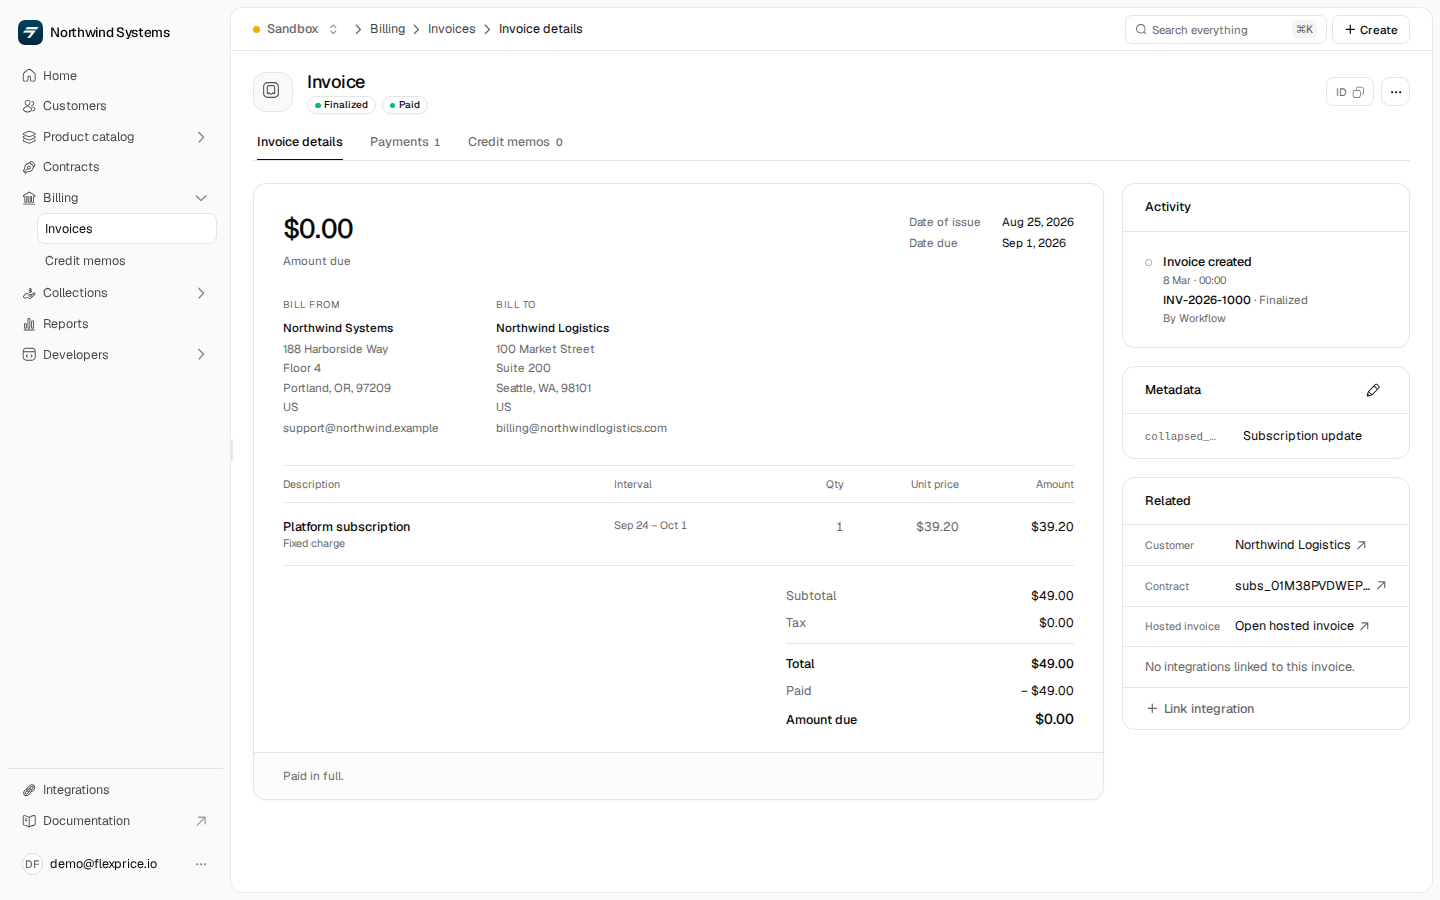 Northwind Systems
Home
Customers
Product catalog
Contracts
Billing
Invoices
Credit memos
Collections
Reports
Developers
Integrations
Documentation
DF demo@flexprice.io
Sandbox
Billing
Invoices
Invoice details
Search everything ⌘K
Create
Invoice
Finalized Paid
ID
Invoice details Payments 1 Credit memos 0
$0.00
Amount due
Date of issue Aug 25, 2026
Date due Sep 1, 2026
BILL FROM
Northwind Systems
188 Harborside Way
Floor 4
Portland, OR, 97209
US
support@northwind.example
BILL TO
Northwind Logistics
100 Market Street
Suite 200
Seattle, WA, 98101
US
billing@northwindlogistics.com
Description Interval Qty Unit price Amount
Platform subscription Sep 24 – Oct 1 1 $39.20 $39.20
Fixed charge
Subtotal $49.00
Tax $0.00
Total $49.00
Paid − $49.00
Amount due $0.00
Paid in full.
Activity
Invoice created
8 Mar · 00:00
INV-2026-1000 · Finalized
By Workflow
Metadata
collapsed_… Subscription update
Related
Customer Northwind Logistics
Contract subs_01M38PVDWEP…
Hosted invoice Open hosted invoice
No integrations linked to this invoice.
Link integration